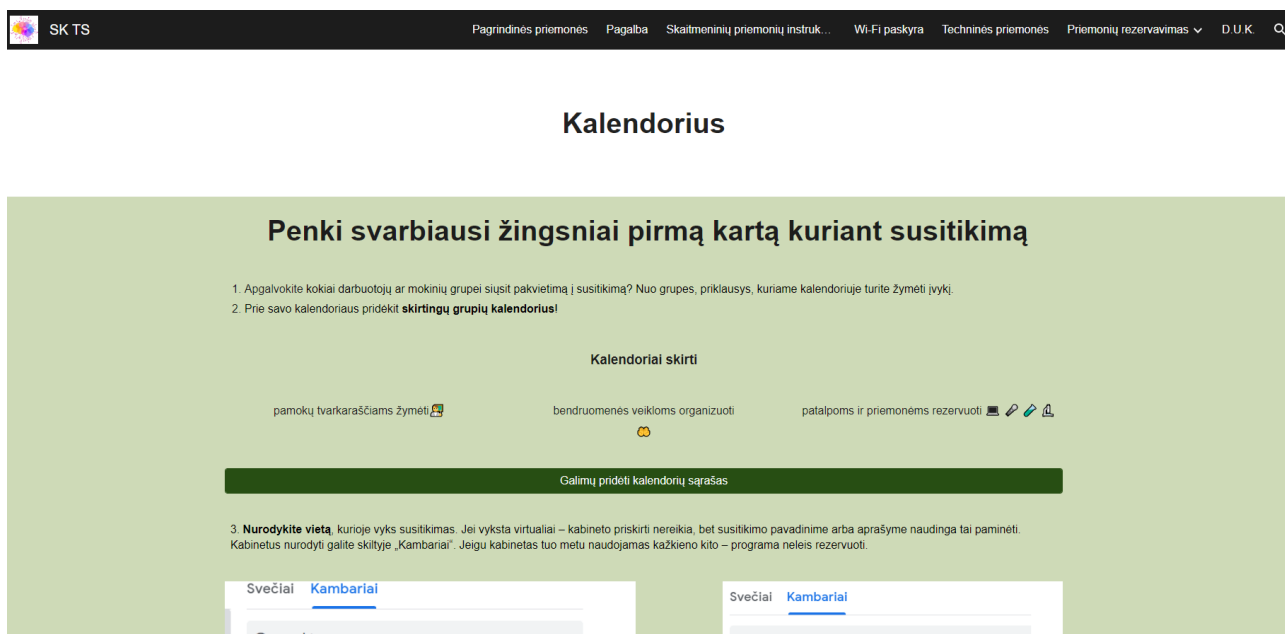 SK TS
Pagrindinės priemonės Pagalba Skaitmeninių priemonių instruk... Wi-Fi paskyra Techninės priemonės Priemonių rezervavimas D.U.K.
Kalendorius
Penki svarbiausi žingsniai pirmą kartą kuriant susitikimą
1. Apgalvokite kokiai darbuotojų ar mokinių grupei siųsit pakvietimą į susitikimą? Nuo grupes, priklausys, kuriame kalendoriuje turite žymėti įvykį.
2. Prie savo kalendoriaus pridėkit skirtingų grupių kalendorius!
Kalendoriai skirti
pamokų tvarkaraščiams žymėti
bendruomenės veikloms organizuoti
patalpoms ir priemonėms rezervuoti
Galimų pridėti kalendorių sąrašas
3. Nurodykite vietą, kurioje vyks susitikimas. Jei vyksta virtualiai – kabineto priskirti nereikia, bet susitikimo pavadinime arba aprašyme naudinga tai paminėti.
Kabinetus nurodyti galite skiltyje „Kambariai“. Jeigu kabinetas tuo metu naudojamas kažkieno kito – programa neleis rezervuoti.
Svečiai Kambariai
Svečiai Kambariai